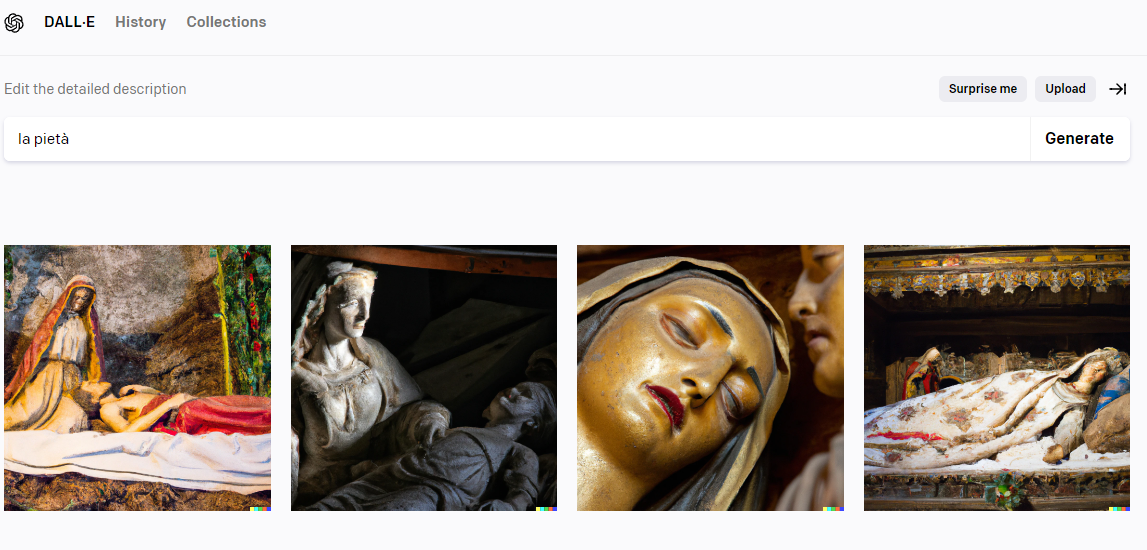 DALL·E History Collections
Edit the detailed description Surprise me Upload
la pietà Generate